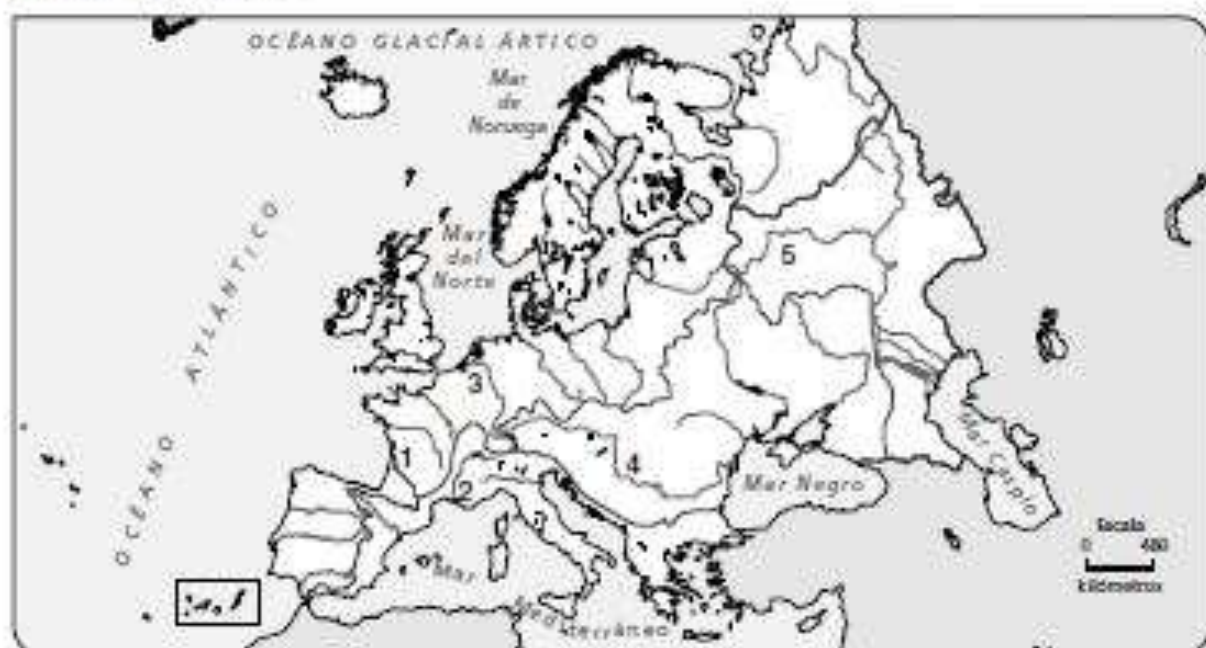 OCÉANO GLACIAL ÁRTICO
Mar
de
Noruega
OCÉANO ATLÁNTICO
Mar
del
Norte
5
3
1
4
2
Mar Negro
Mar Caspio
Mar Mediterráneo
Escala
0 480
kilómetros